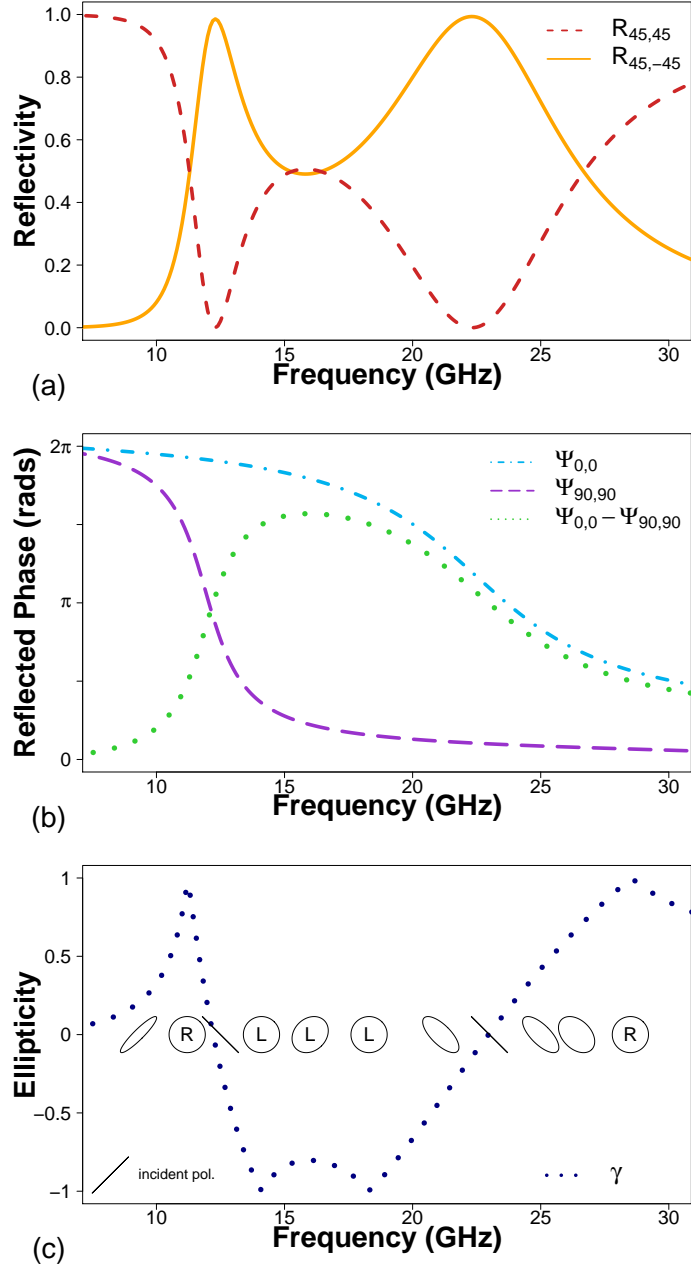 1.0
0.8
0.6
0.4
0.2
0.0
Reflectivity
R45,45
R45,−45
10 15 20 25 30
Frequency (GHz)
(a)
2π
π
0
Reflected Phase (rads)
Ψ0,0
Ψ90,90
Ψ0,0 − Ψ90,90
10 15 20 25 30
Frequency (GHz)
(b)
1
0.5
0
−0.5
−1
Ellipticity
R L L L R
incident pol.
γ
10 15 20 25 30
Frequency (GHz)
(c)